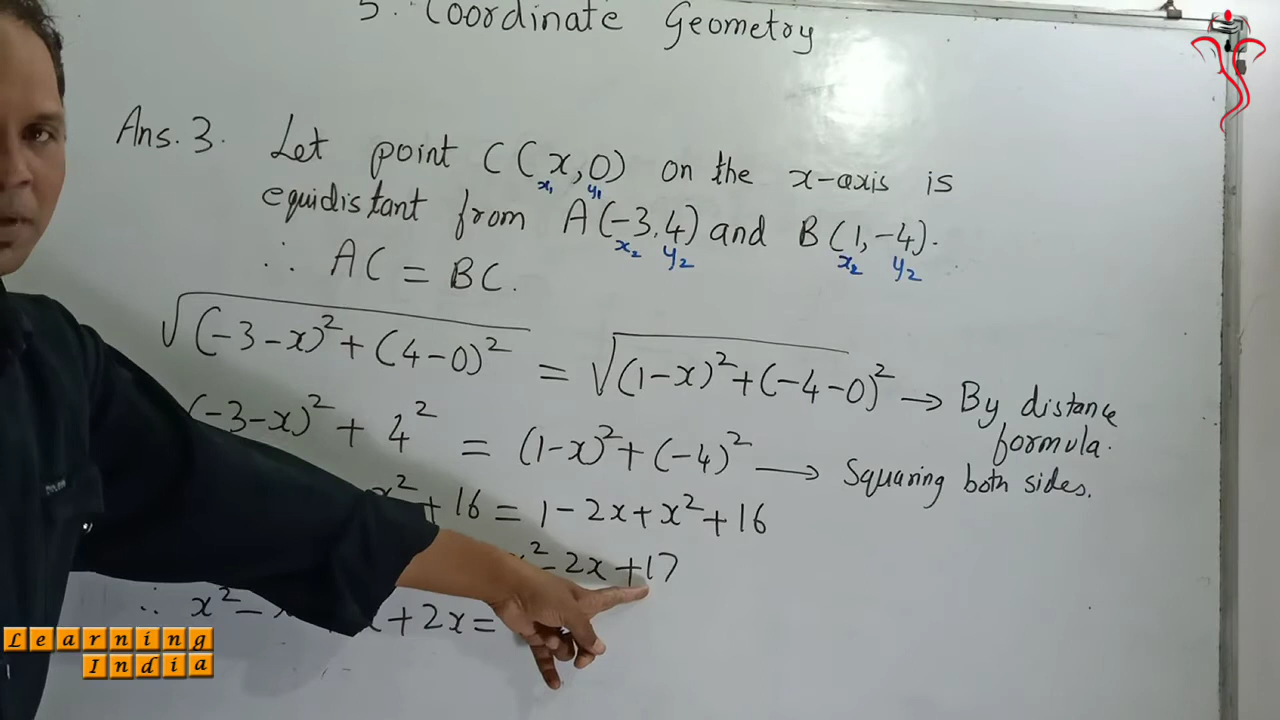 5. Coordinate Geometry
Ans. 3. Let point C(x, 0) on the x-axis is
x₁ y₁
equidistant from A(-3, 4) and B(1, -4).
x₂ y₂ x₂ y₂
∴ AC = BC.
√(-3-x)² + (4-0)² = √(1-x)² + (-4-0)² → By distance
formula.
(-3-x)² + 4² = (1-x)² + (-4)² → Squaring both sides.
x² + 16 = 1 - 2x + x² + 16
x² - 2x + 17
∴ x² - x + 2x =
Learning
India